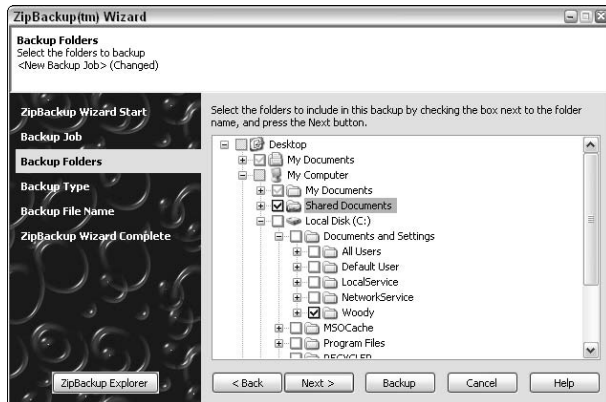 ZipBackup(tm) Wizard
Backup Folders
Select the folders to backup
<New Backup Job> (Changed)
ZipBackup Wizard Start
Backup Job
Backup Folders
Backup Type
Backup File Name
ZipBackup Wizard Complete
ZipBackup Explorer
Select the folders to include in this backup by checking the box next to the folder
name, and press the Next button.
Desktop
My Documents
My Computer
My Documents
Shared Documents
Local Disk (C:)
Documents and Settings
All Users
Default User
LocalService
NetworkService
Woody
MSOCache
Program Files
RECYCLER
< Back
Next >
Backup
Cancel
Help